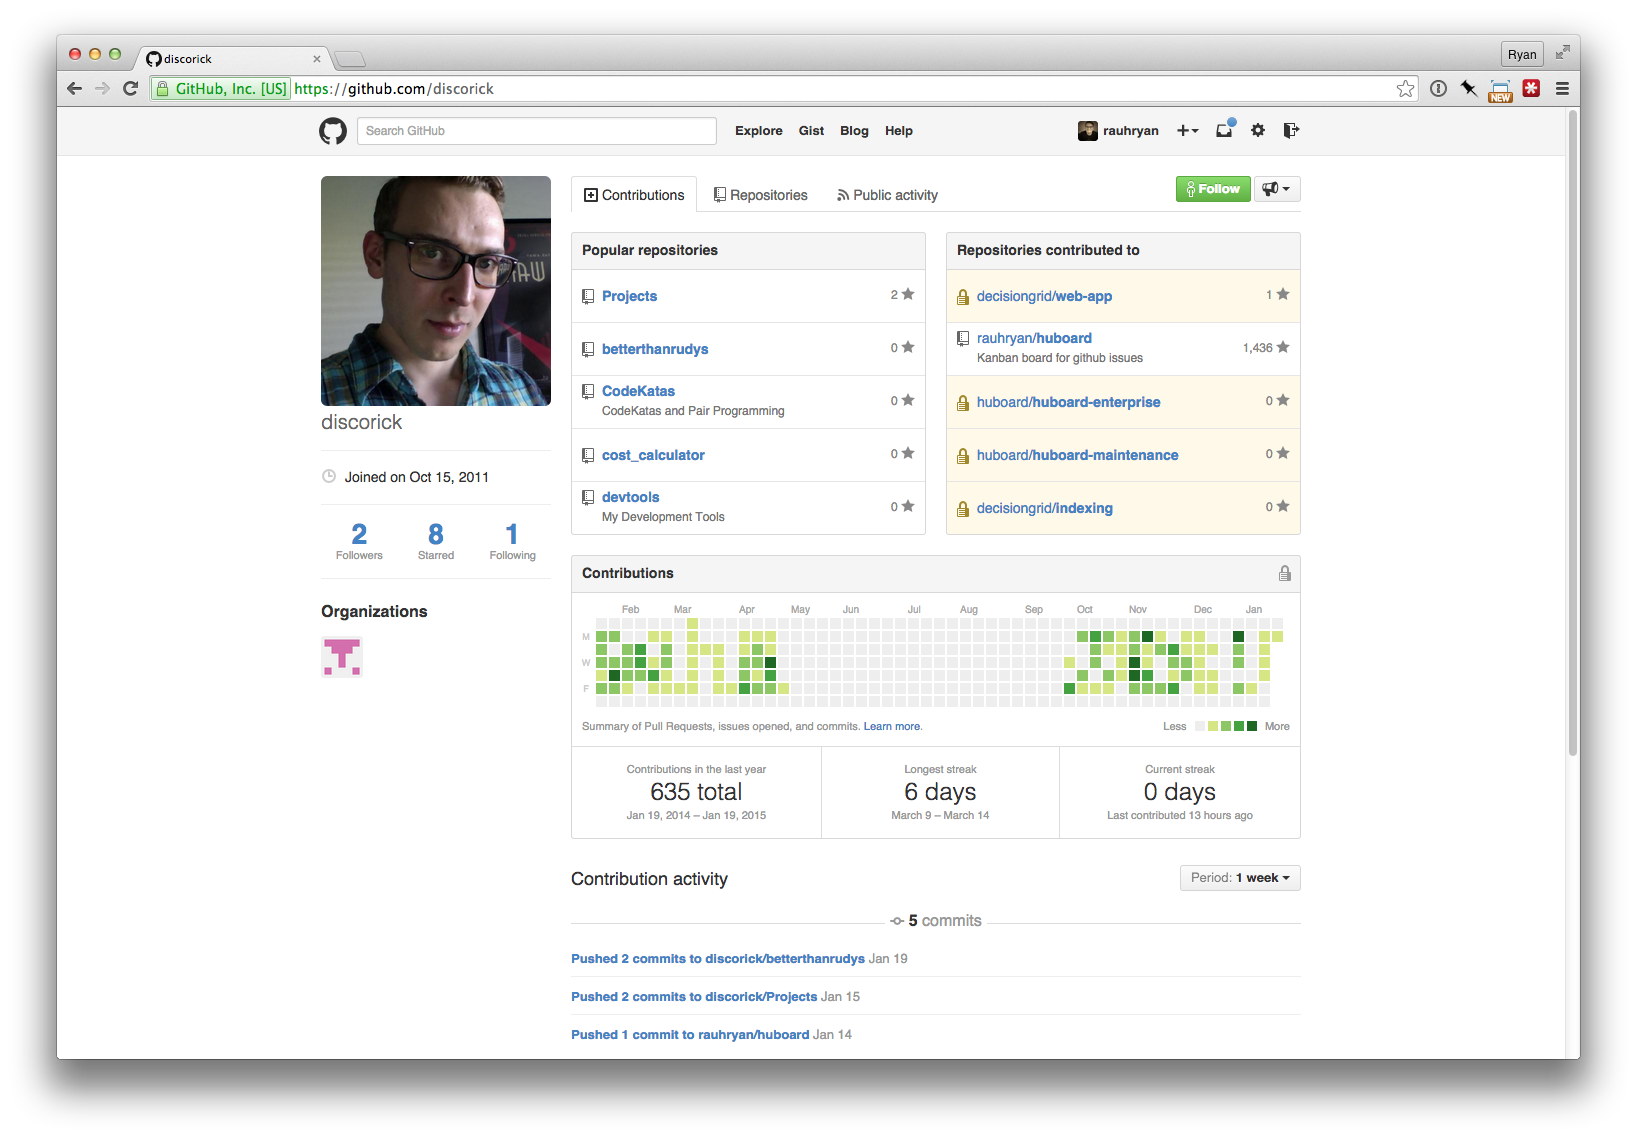 discorick
Ryan
GitHub, Inc. [US] https://github.com/discorick
NEW
Search GitHub
Explore Gist Blog Help
rauhryan
Contributions Repositories Public activity
Follow
discorick
Joined on Oct 15, 2011
2 8 1
Followers Starred Following
Organizations
Popular repositories
Projects 2
betterthanrudys 0
CodeKatas 0
CodeKatas and Pair Programming
cost_calculator 0
devtools 0
My Development Tools
Repositories contributed to
decisiongrid/web-app 1
rauhryan/huboard 1,436
Kanban board for github issues
huboard/huboard-enterprise 0
huboard/huboard-maintenance 0
decisiongrid/indexing 0
Contributions
Feb Mar Apr May Jun Jul Aug Sep Oct Nov Dec Jan
M
W
F
Summary of Pull Requests, issues opened, and commits. Learn more.
Less More
Contributions in the last year
635 total
Jan 19, 2014 – Jan 19, 2015
Longest streak
6 days
March 9 – March 14
Current streak
0 days
Last contributed 13 hours ago
Contribution activity
Period: 1 week
5 commits
Pushed 2 commits to discorick/betterthanrudys Jan 19
Pushed 2 commits to discorick/Projects Jan 15
Pushed 1 commit to rauhryan/huboard Jan 14